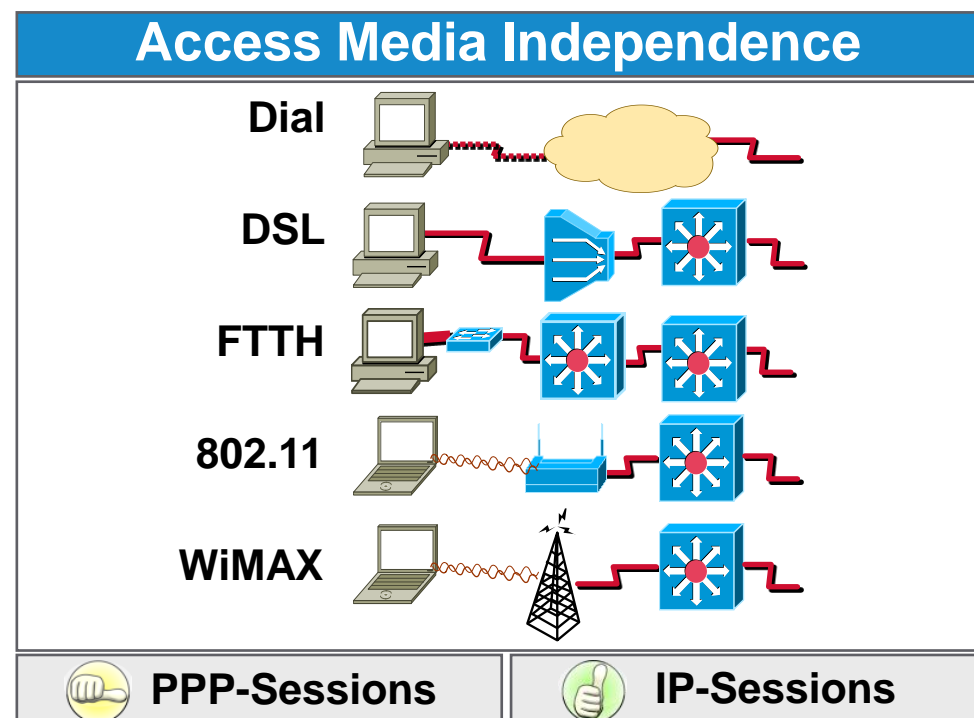 Access Media Independence
Dial
DSL
FTTH
802.11
WiMAX
PPP-Sessions
IP-Sessions